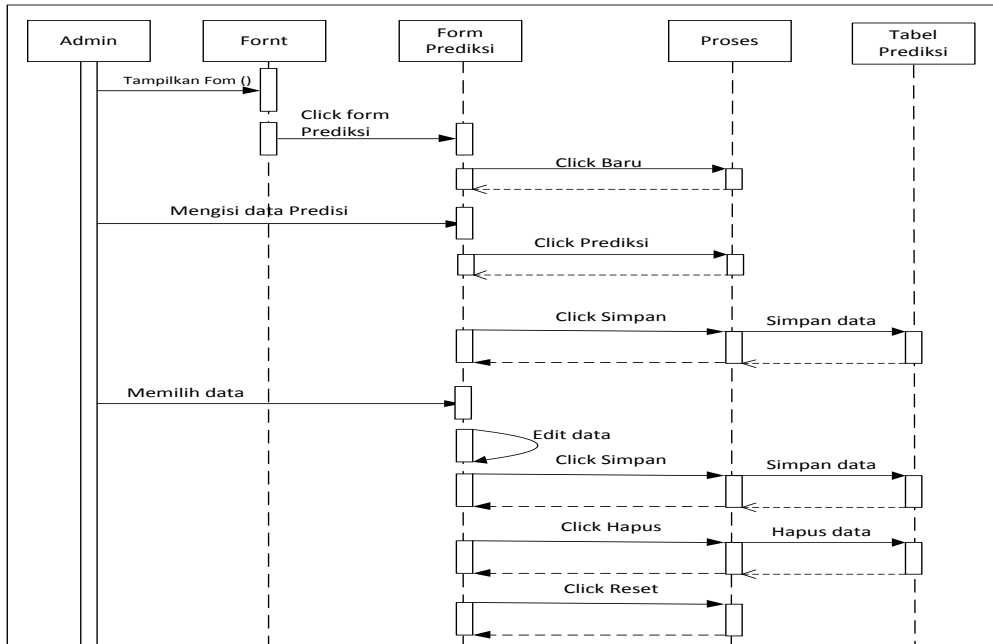 Admin
Fornt
Form
Prediksi
Proses
Tabel
Prediksi
Tampilkan Fom ()
Click form
Prediksi
Click Baru
Mengisi data Predisi
Click Prediksi
Click Simpan
Simpan data
Memilih data
Edit data
Click Simpan
Simpan data
Click Hapus
Hapus data
Click Reset